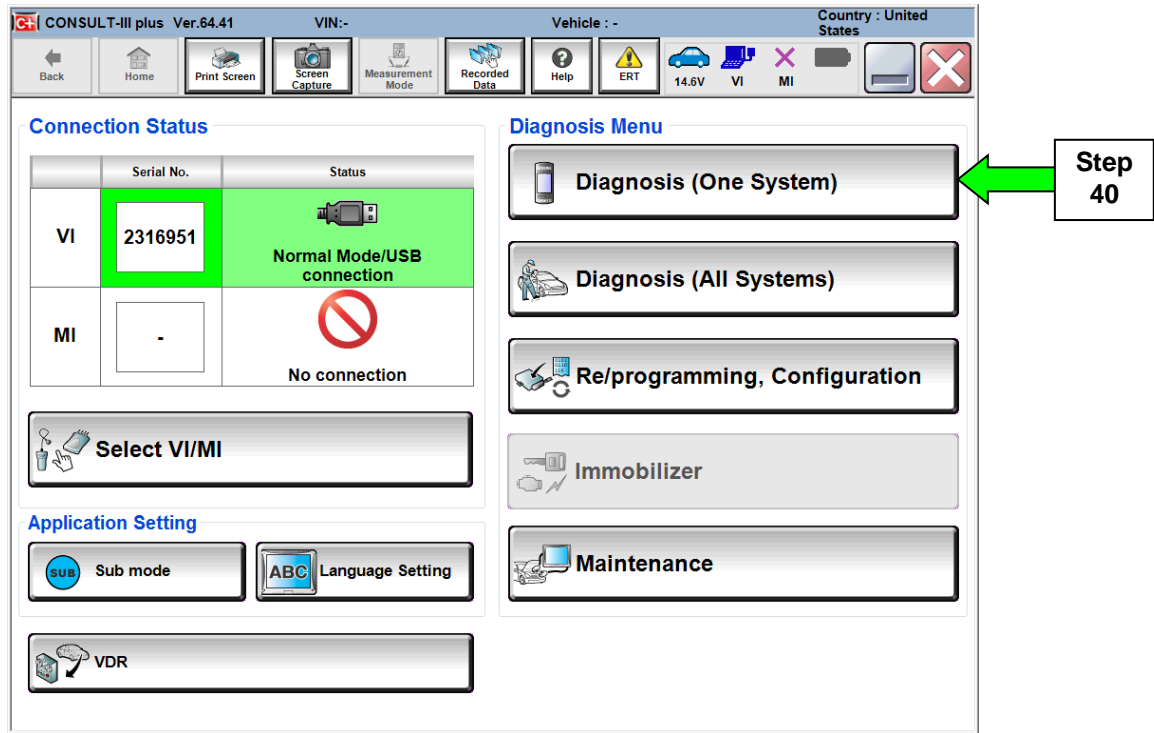 C+ CONSULT-III plus Ver.64.41 VIN:- Vehicle : - Country : United
States
Back
Home
Print Screen
Screen
Capture
Measurement
Mode
Recorded
Data
Help
ERT
14.6V
VI
MI
Connection Status
Serial No. Status
VI 2316951 Normal Mode/USB
connection
MI - No connection
Select VI/MI
Application Setting
SUB Sub mode
ABC Language Setting
VDR
Diagnosis Menu
Diagnosis (One System)
Diagnosis (All Systems)
Re/programming, Configuration
Immobilizer
Maintenance
Step
40